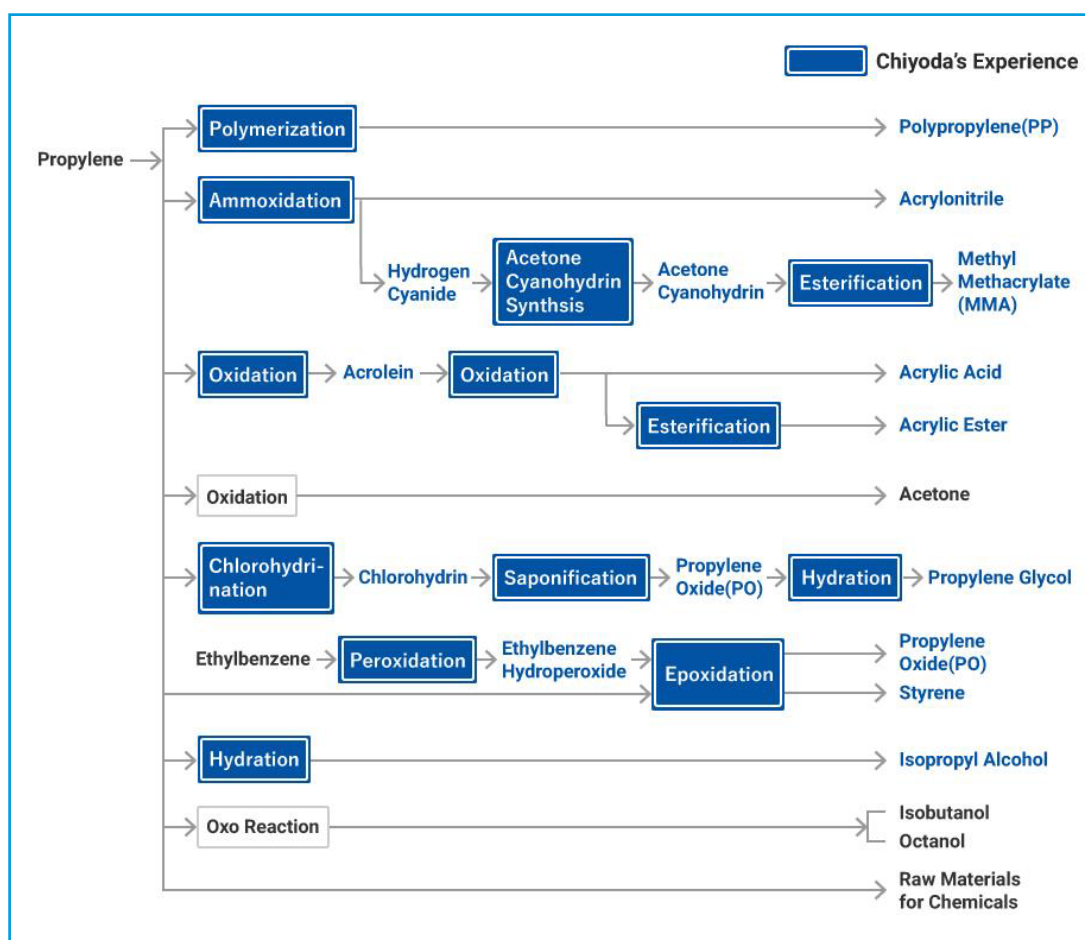 Chiyoda's Experience
Polymerization
Polypropylene(PP)
Propylene
Ammoxidation
Acrylonitrile
Hydrogen
Cyanide
Acetone
Cyanohydrin
Synthsis
Acetone
Cyanohydrin
Esterification
Methyl
Methacrylate
(MMA)
Oxidation
Acrolein
Oxidation
Acrylic Acid
Esterification
Acrylic Ester
Oxidation
Acetone
Chlorohydri-
nation
Chlorohydrin
Saponification
Propylene
Oxide(PO)
Hydration
Propylene Glycol
Ethylbenzene
Peroxidation
Ethylbenzene
Hydroperoxide
Epoxidation
Propylene
Oxide(PO)
Styrene
Hydration
Isopropyl Alcohol
Oxo Reaction
Isobutanol
Octanol
Raw Materials
for Chemicals